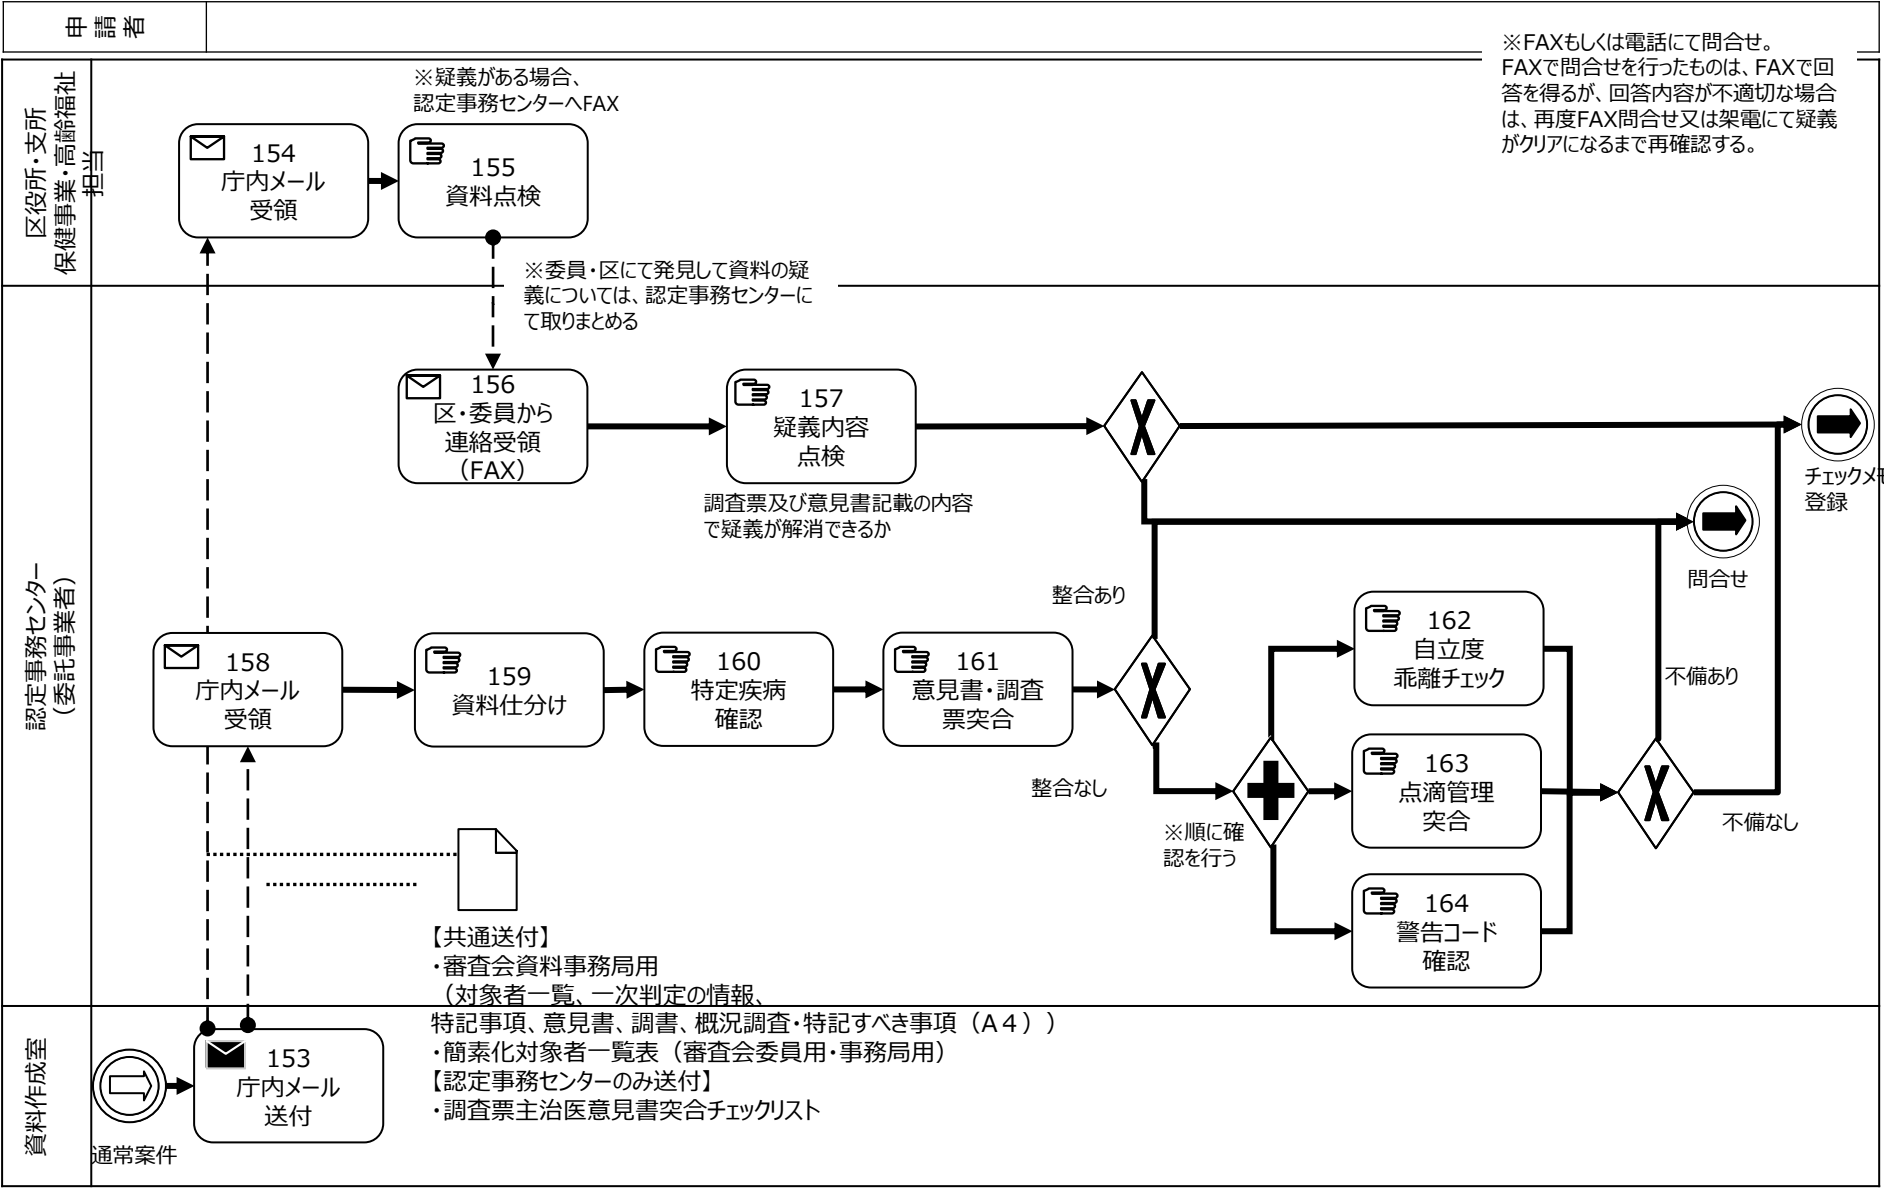 申請者
※FAXもしくは電話にて問合せ。
FAXで問合せを行ったものは、FAXで回
答を得るが、回答内容が不適切な場合
は、再度FAX問合せ又は架電にて疑義
がクリアになるまで再確認する。
区役所・支所
保健事業・高齢福祉
担当
※疑義がある場合、
認定事務センターへFAX
154
庁内メール
受領
155
資料点検
※委員・区にて発見して資料の疑
義については、認定事務センターに
て取りまとめる
認定事務センター
（委託事業者）
156
区・委員から
連絡受領
（FAX）
157
疑義内容
点検
調査票及び意見書記載の内容
で疑義が解消できるか
チェックメモ
登録
問合せ
整合あり
158
庁内メール
受領
159
資料仕分け
160
特定疾病
確認
161
意見書・調査
票突合
整合なし
※順に確
認を行う
162
自立度
乖離チェック
163
点滴管理
突合
164
警告コード
確認
不備あり
不備なし
【共通送付】
・審査会資料事務局用
（対象者一覧、一次判定の情報、
特記事項、意見書、調書、概況調査・特記すべき事項（A４））
・簡素化対象者一覧表（審査会委員用・事務局用）
【認定事務センターのみ送付】
・調査票主治医意見書突合チェックリスト
資料作成室
通常案件
153
庁内メール
送付